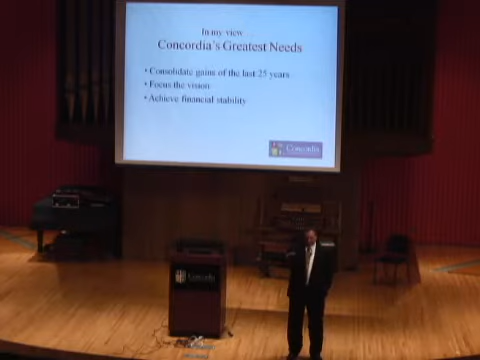 In my view
Concordia's Greatest Needs
• Consolidate gains of the last 25 years
• Focus the vision
• Achieve financial stability
Concordia
Concordia